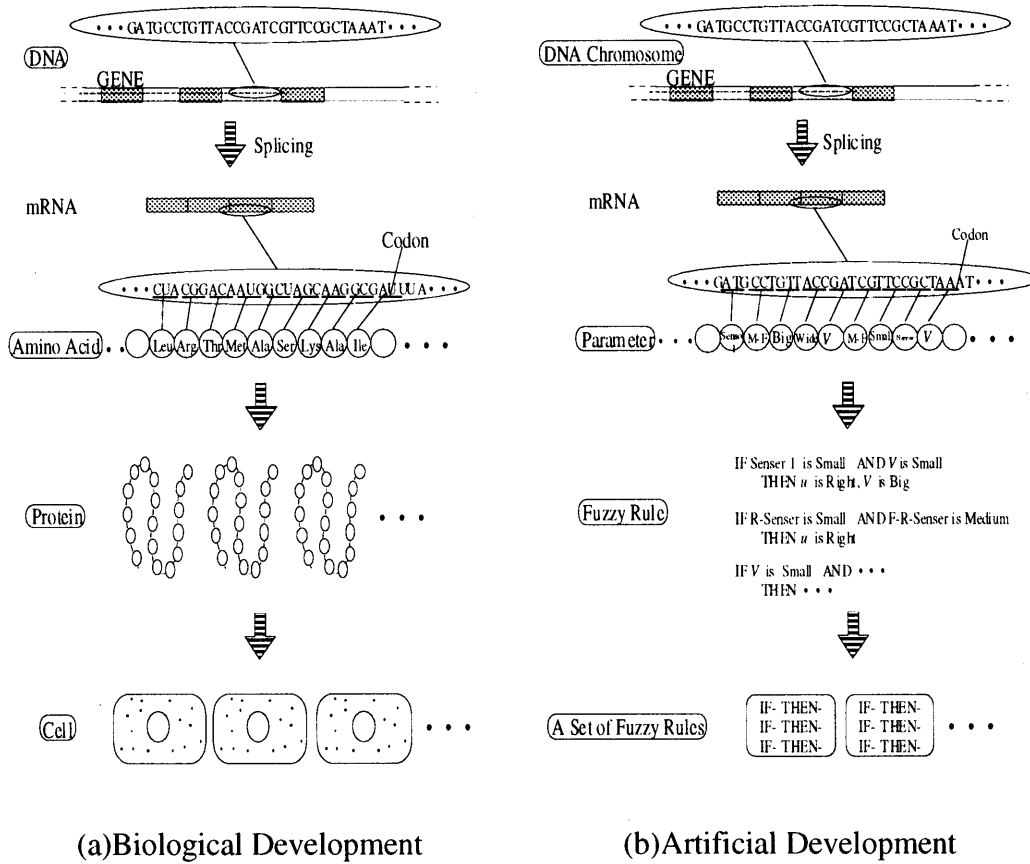 • • • GATGCCTGTTACCGATCGTTCCGCTAAAT • • •
DNA
GENE
Splicing
mRNA
Codon
• • • CUACGGACAAUGGCUAGCAAGGCGAUUUA • • •
Amino Acid • • Leu Arg Thr Met Ala Ser Lys Ala Ile • • •
Protein • • •
Cell • • •
(a)Biological Development
• • • GATGCCTGTTACCGATCGTTCCGCTAAAT • • •
DNA Chromosome
GENE
Splicing
mRNA
Codon
• • • GATGCCTGTTACCGATCGTTCCGCTAAAT • • •
Parameter • • • Senser 1 M-F Big Wide V M-F Smal V • • •
IF Senser 1 is Small AND V is Small
THEN u is Right, V is Big
Fuzzy Rule
IF R-Senser is Small AND F-R-Senser is Medium
THEN u is Right
IF V is Small AND • • •
THEN • • •
A Set of Fuzzy Rules
IF- THEN- IF- THEN-
IF- THEN- IF- THEN- • • •
IF- THEN- IF- THEN-
(b)Artificial Development